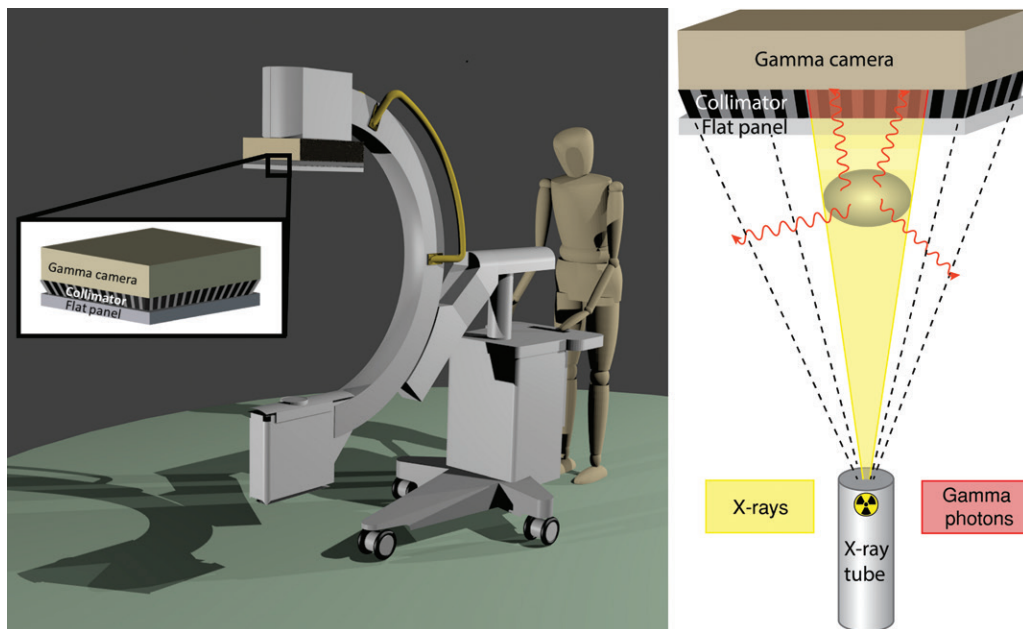 Gamma camera
Collimator
Flat panel
Gamma camera
Collimator
Flat panel
X-rays
Gamma
photons
X-ray
tube